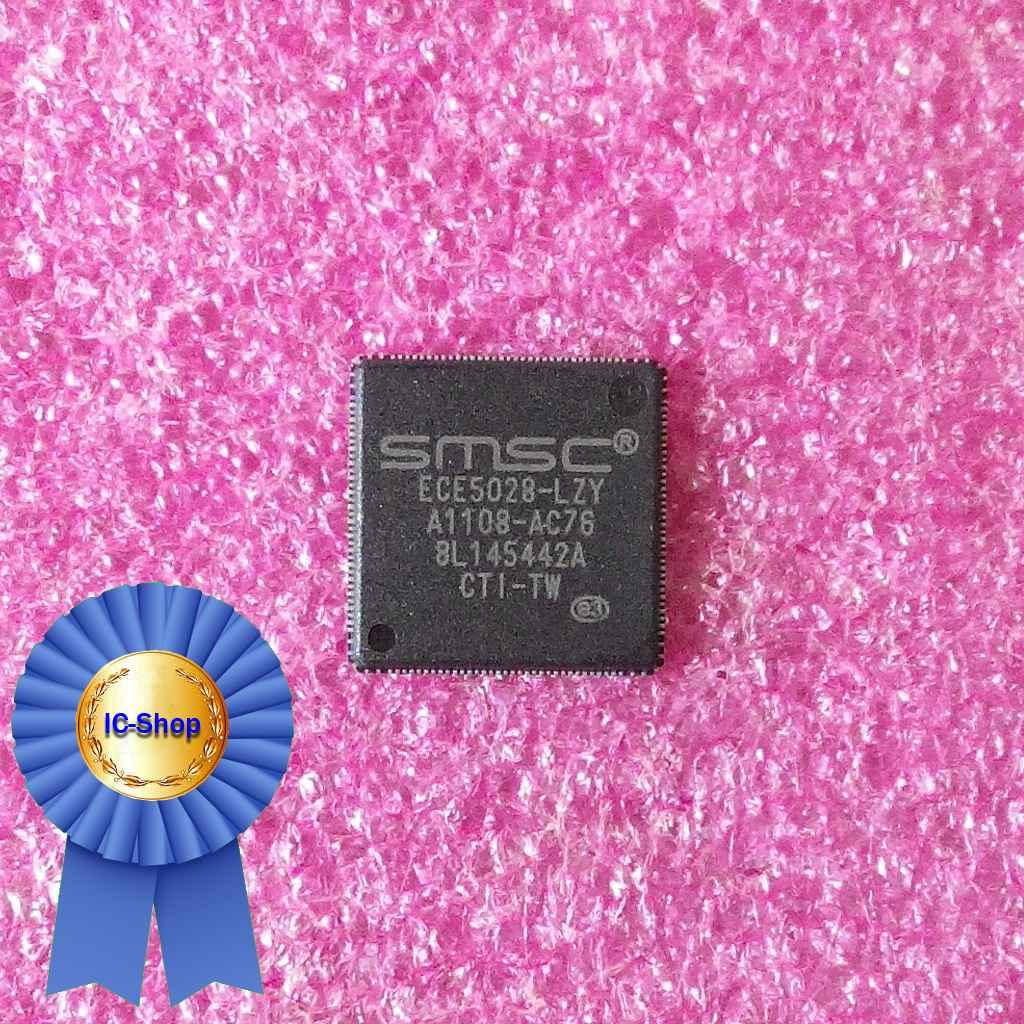 SMSC®
ECE5028-LZY
A1108-AC76
8L145442A
CTI-TW
e3
IC-Shop